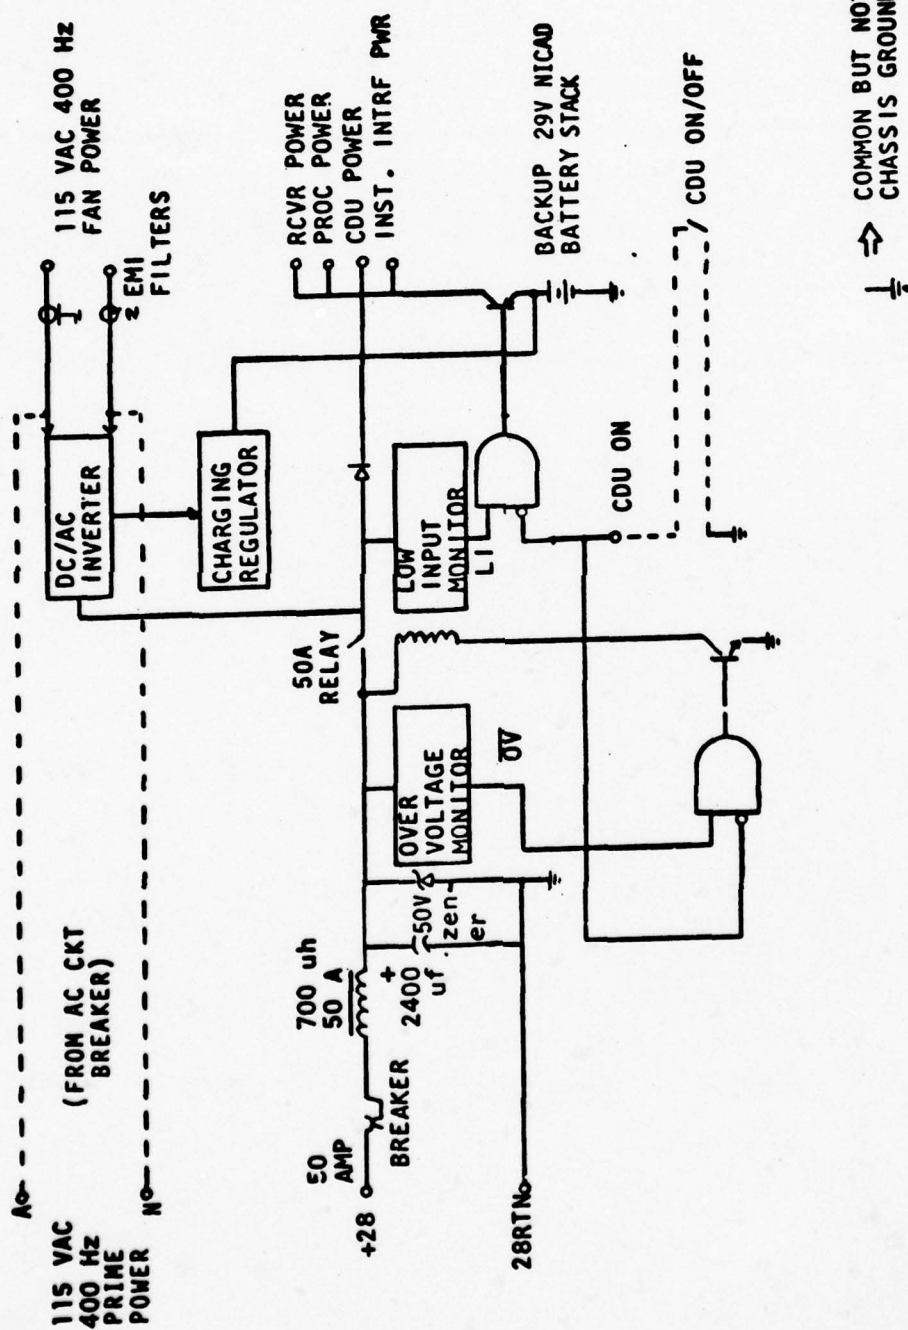 115 VAC
400 Hz
PRIME
POWER
A
N
(FROM AC CKT
BREAKER)
DC/AC
INVERTER
115 VAC 400 Hz
FAN POWER
2 EMI
FILTERS
CHARGING
REGULATOR
RCVR POWER
PROC POWER
CDU POWER
INST. INTRF PWR
50A
RELAY
LOW
INPUT
MONITOR
LI
OVER
VOLTAGE
MONITOR
OV
700 uh
50 A
+
2400
uf
50V
zen-
er
50
AMP
BREAKER
+28
28RTN
BACKUP 29V NICAD
BATTERY STACK
CDU ON
CDU ON/OFF
COMMON BUT NO
CHASSIS GROUN